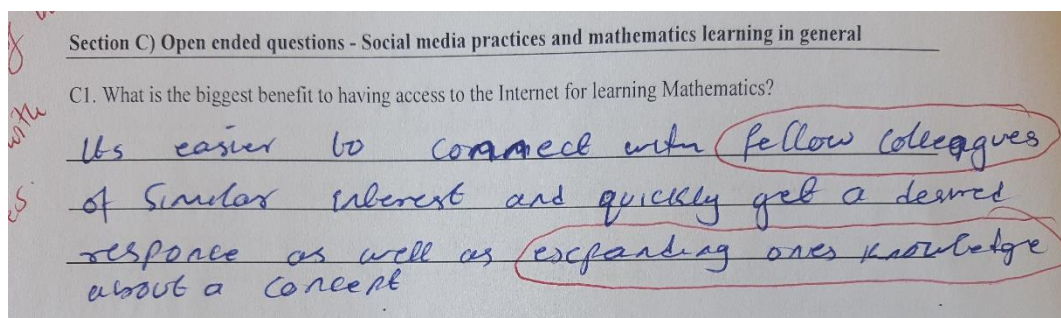 Section C) Open ended questions - Social media practices and mathematics learning in general
C1. What is the biggest benefit to having access to the Internet for learning Mathematics?
with
Its easier to connect with fellow colleagues
of Similar interest and quickly get a desired
responce as well as expanding ones knowledge
about a concept